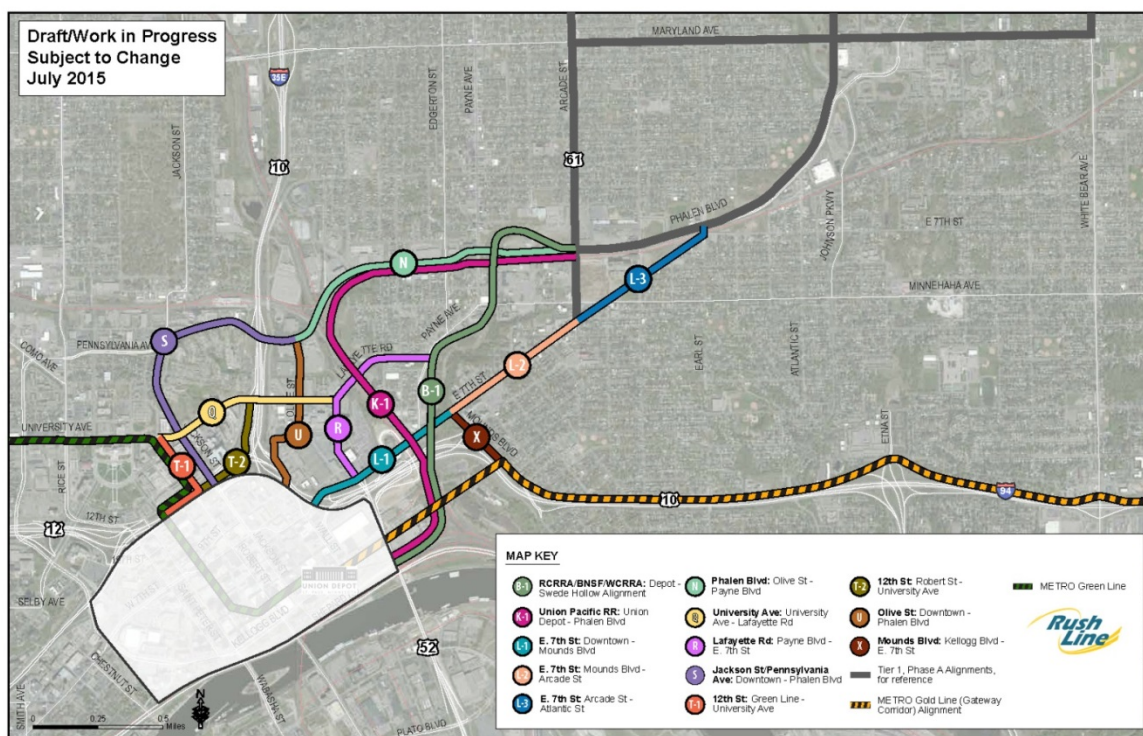 Draft/Work in Progress
Subject to Change
July 2015
MARYLAND AVE
35E
10
JACKSON ST
EDGERTON ST
PAYNE AVE
ARCADE ST
61
WHITE BEAR AVE
JOHNSON PKWY
PHALEN BLVD
E 7TH ST
N
L-3
MINNEHAHA AVE
PENNSYLVANIA AVE
S
COMO AVE
PAYNE AVE
LAFAYETTE RD
L-2
E 7TH ST
EARL ST
ATLANTIC ST
B-1
K-1
OLIVE ST
Q
UNIVERSITY AVE
JACKSON ST
U
R
X
MOUNDS BLVD
ETNA ST
T-1
T-2
L-1
RICE ST
12TH ST
12
10
94
UNION DEPOT
KELLOGG BLVD
SELBY AVE
CHESTNUT ST
SMITH AVE
WABASHA ST
52
PLATO BLVD
N
0 0.25 0.5
Miles
MAP KEY
B-1 RCRRA/BNSF/WCRRA: Depot -
Swede Hollow Alignment
K-1 Union Pacific RR: Union
Depot - Phalen Blvd
L-1 E. 7th St: Downtown -
Mounds Blvd
L-2 E. 7th St: Mounds Blvd -
Arcade St
L-3 E. 7th St: Arcade St -
Atlantic St
N Phalen Blvd: Olive St -
Payne Blvd
Q University Ave: University
Ave - Lafayette Rd
R Lafayette Rd: Payne Blvd -
E. 7th St
S Jackson St/Pennsylvania
Ave: Downtown - Phalen Blvd
T-1 12th St: Green Line -
University Ave
T-2 12th St: Robert St -
University Ave
U Olive St: Downtown -
Phalen Blvd
X Mounds Blvd: Kellogg Blvd -
E. 7th St
Tier 1, Phase A Alignments,
for reference
METRO Gold Line (Gateway
Corridor) Alignment
METRO Green Line
Rush
Line